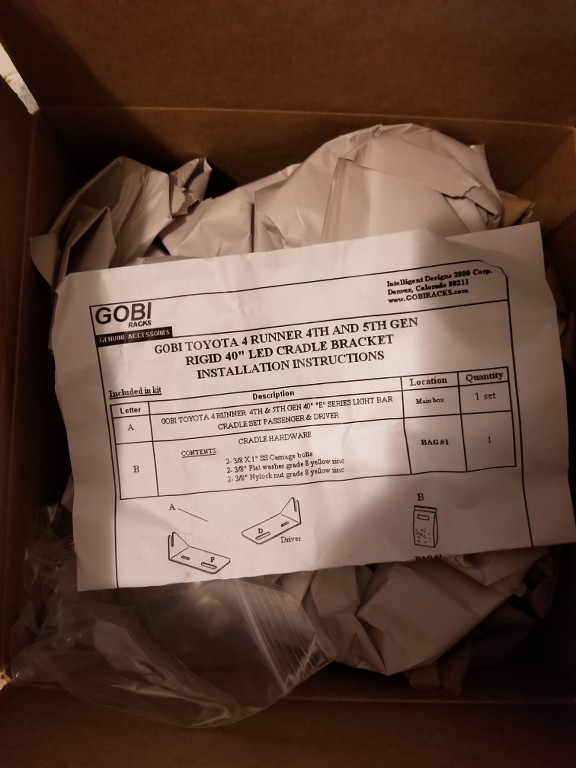 GOBI
RACKS
GENUINE ACCESSORIES
Intelligent Designs 2000 Corp.
Denver, Colorado 80211
www.GOBIRACKS.com
GOBI TOYOTA 4 RUNNER 4TH AND 5TH GEN
RIGID 40" LED CRADLE BRACKET
INSTALLATION INSTRUCTIONS
Included in kit
Letter Description Location Quantity
A GOBI TOYOTA 4 RUNNER 4TH & 5TH GEN 40" "E" SERIES LIGHT BAR CRADLE SET PASSENGER & DRIVER Main box 1 set
B CRADLE HARDWARE BAG #1 1
CONTENTS
2- 3/8 X 1" SS Carriage bolts
2- 3/8" Flat washer grade 8 yellow zinc
2- 3/8" Nylock nut grade 8 yellow zinc
A
B
D
Driver
P
BAG #1